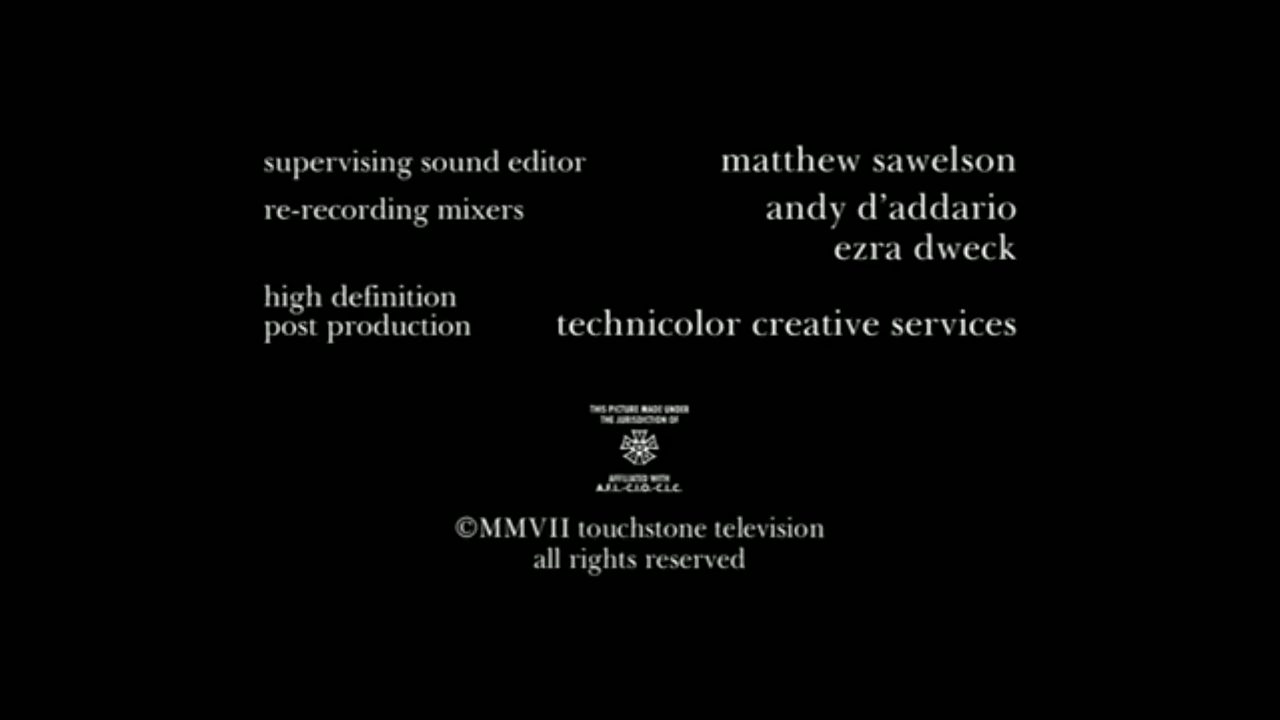 supervising sound editor matthew sawelson
re-recording mixers andy d’addario
ezra dweck
high definition
post production technicolor creative services
THIS PICTURE MADE UNDER
THE JURISDICTION OF
AFFILIATED WITH
A.F.L.-C.I.O.-C.L.C.
©MMVII touchstone television
all rights reserved